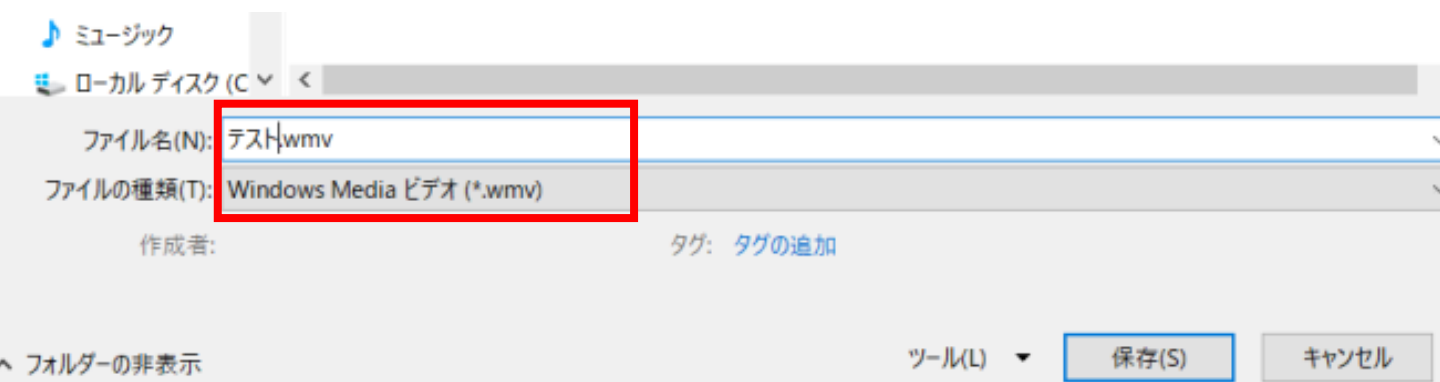 ミュージック
ローカル ディスク (C
ファイル名(N): テスト.wmv
ファイルの種類(T): Windows Media ビデオ (*.wmv)
作成者: タグ: タグの追加
フォルダーの非表示 ツール(L) 保存(S) キャンセル